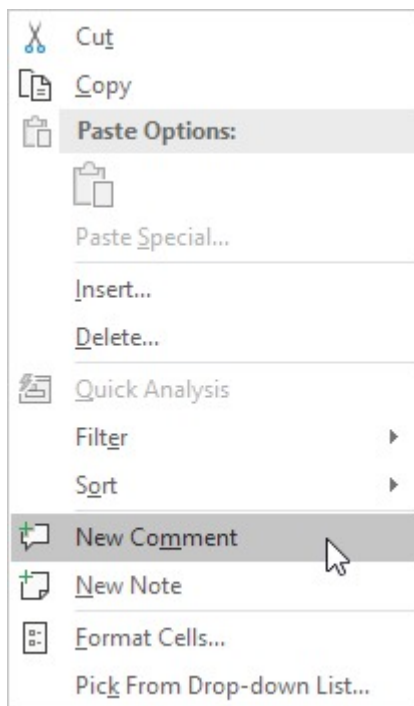 Cut
Copy
Paste Options:
Paste Special...
Insert...
Delete...
Quick Analysis
Filter
Sort
New Comment
New Note
Format Cells...
Pick From Drop-down List...